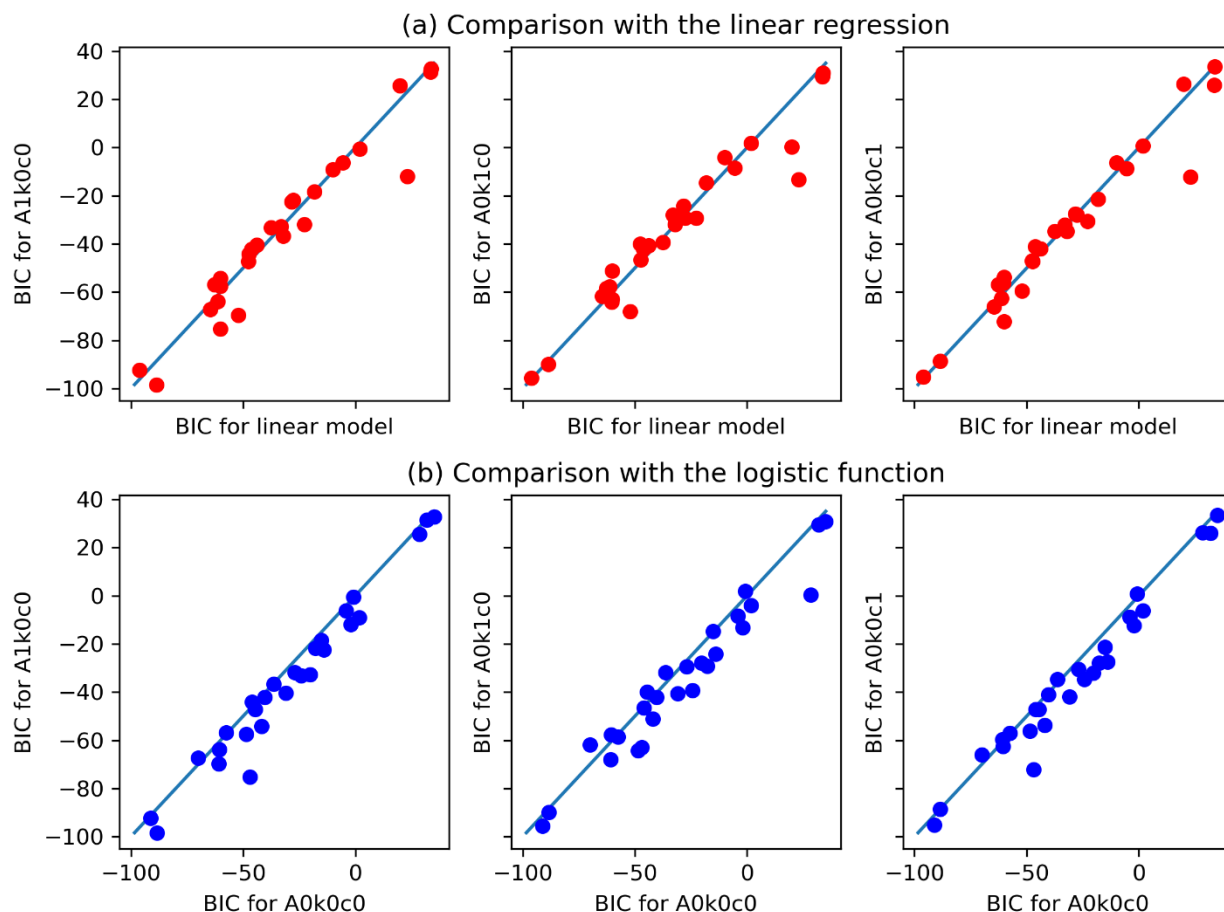 (a) Comparison with the linear regression
BIC for A1k0c0
40
20
0
−20
−40
−60
−80
−100
BIC for linear model
BIC for A0k1c0
BIC for linear model
BIC for A0k0c1
BIC for linear model
(b) Comparison with the logistic function
BIC for A1k0c0
40
20
0
−20
−40
−60
−80
−100
−100 −50 0
BIC for A0k0c0
BIC for A0k1c0
−100 −50 0
BIC for A0k0c0
BIC for A0k0c1
−100 −50 0
BIC for A0k0c0